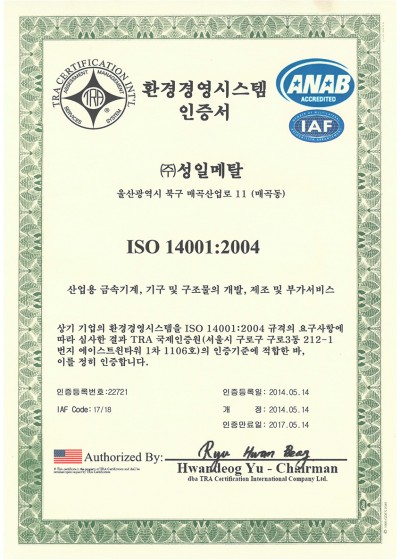 TRA CERTIFICATION INT'L
ASSESSMENT MANAGEMENT
TRA
SERVICES SYSTEM
환경경영시스템
인증서
ANAB
ACCREDITED
IAF
㈜성일메탈
울산광역시 북구 매곡산업로 11 (매곡동)
ISO 14001:2004
산업용 금속기계, 기구 및 구조물의 개발, 제조 및 부가서비스
상기 기업의 환경경영시스템을 ISO 14001:2004 규격의 요구사항에
따라 심사한 결과 TRA 국제인증원(서울시 구로구 구로3동 212-1
번지 에이스트윈타워 1차 1106호)의 인증기준에 적합한 바,
이를 정히 인증합니다.
인증등록번호:22721
인증등록일: 2014.05.14
IAF Code: 17/18
개 정: 2014.05.14
인증만료일: 2017.05.14
Authorized By:
Hwandeog Yu - Chairman
dba TRA Certification International Company Ltd.